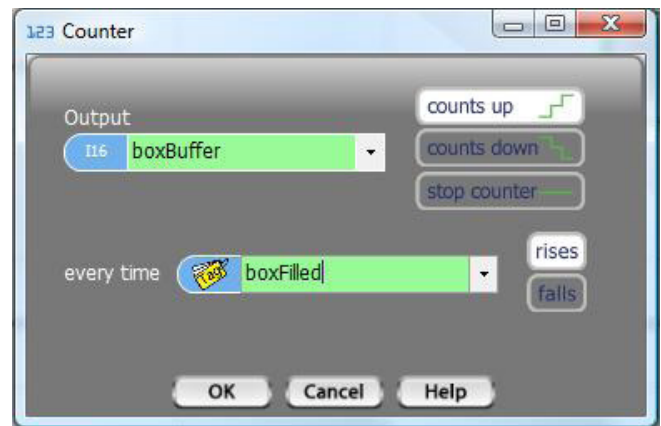 123 Counter
Output
counts up
I16 boxBuffer
counts down
stop counter
every time Tags boxFilled
rises
falls
OK Cancel Help